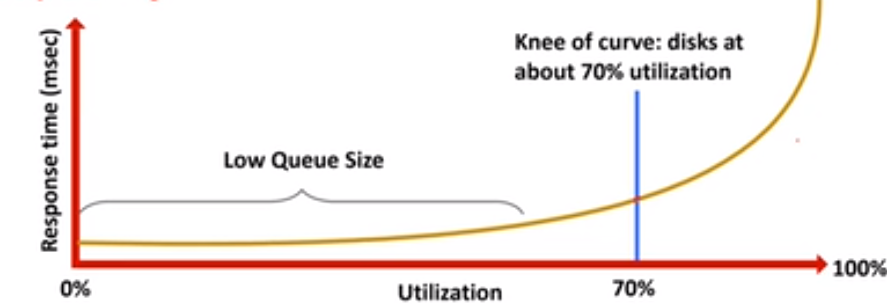 Response time (msec)
Knee of curve: disks at
about 70% utilization
Low Queue Size
0%
Utilization
70%
100%